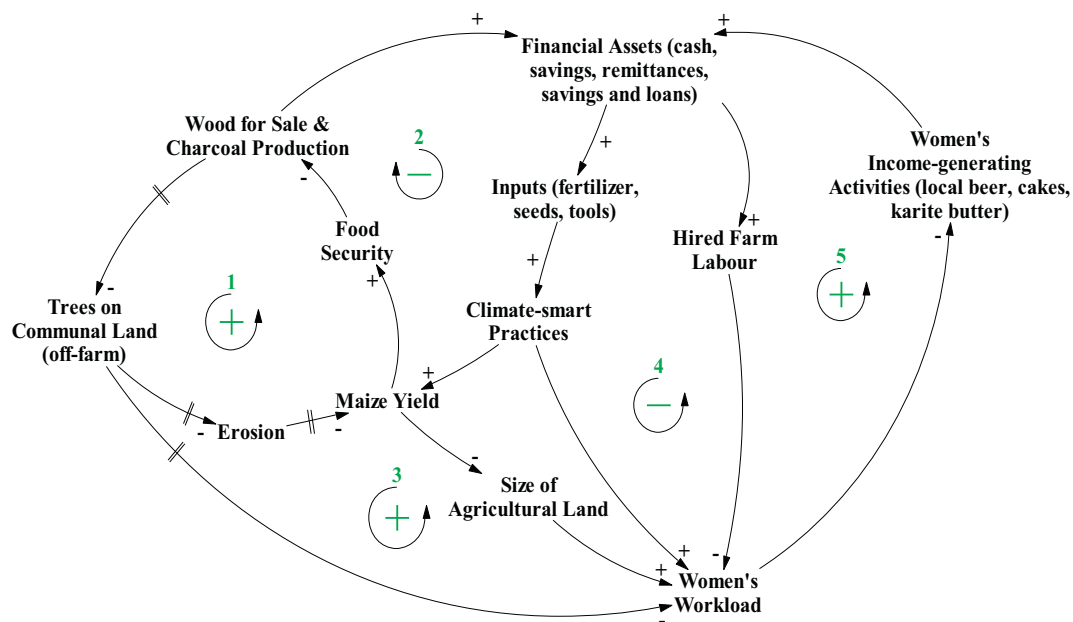 +
+
Financial Assets (cash,
savings, remittances,
savings and loans)
Wood for Sale &
Charcoal Production
2
-
-
+
Women's
Income-generating
Activities (local beer, cakes,
karite butter)
-
Inputs (fertilizer,
seeds, tools)
+
Hired Farm
Labour
Food
Security
+
+
5
+
1
+
-
Trees on
Communal Land
(off-farm)
Climate-smart
Practices
4
-
+
Maize Yield
-
Erosion
-
-
3
+
Size of
Agricultural Land
+
-
+
Women's
Workload
-